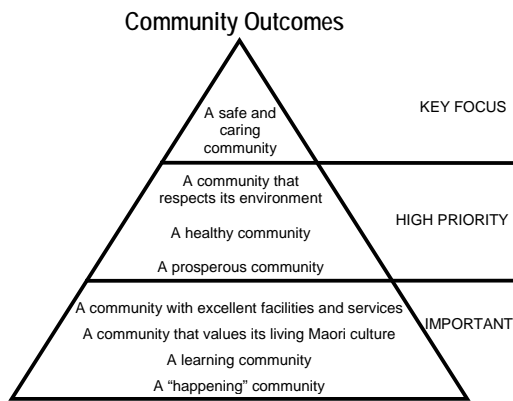 Community Outcomes
A safe and
caring
community
KEY FOCUS
A community that
respects its environment
A healthy community
A prosperous community
HIGH PRIORITY
A community with excellent facilities and services
A community that values its living Maori culture
A learning community
A “happening” community
IMPORTANT